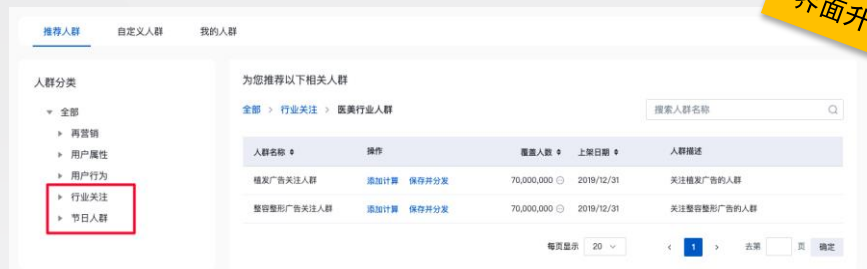 界面升
推荐人群 自定义人群 我的人群
人群分类
全部
再营销
用户属性
用户行为
行业关注
节日人群
为您推荐以下相关人群
全部 > 行业关注 > 医美行业人群
搜索人群名称
人群名称 操作 覆盖人数 上架日期 人群描述
植发广告关注人群 添加计算 保存并分发 70,000,000 2019/12/31 关注植发广告的人群
整容整形广告关注人群 添加计算 保存并分发 70,000,000 2019/12/31 关注整容整形广告的人群
每页显示 20 < 1 > 去第 页 确定